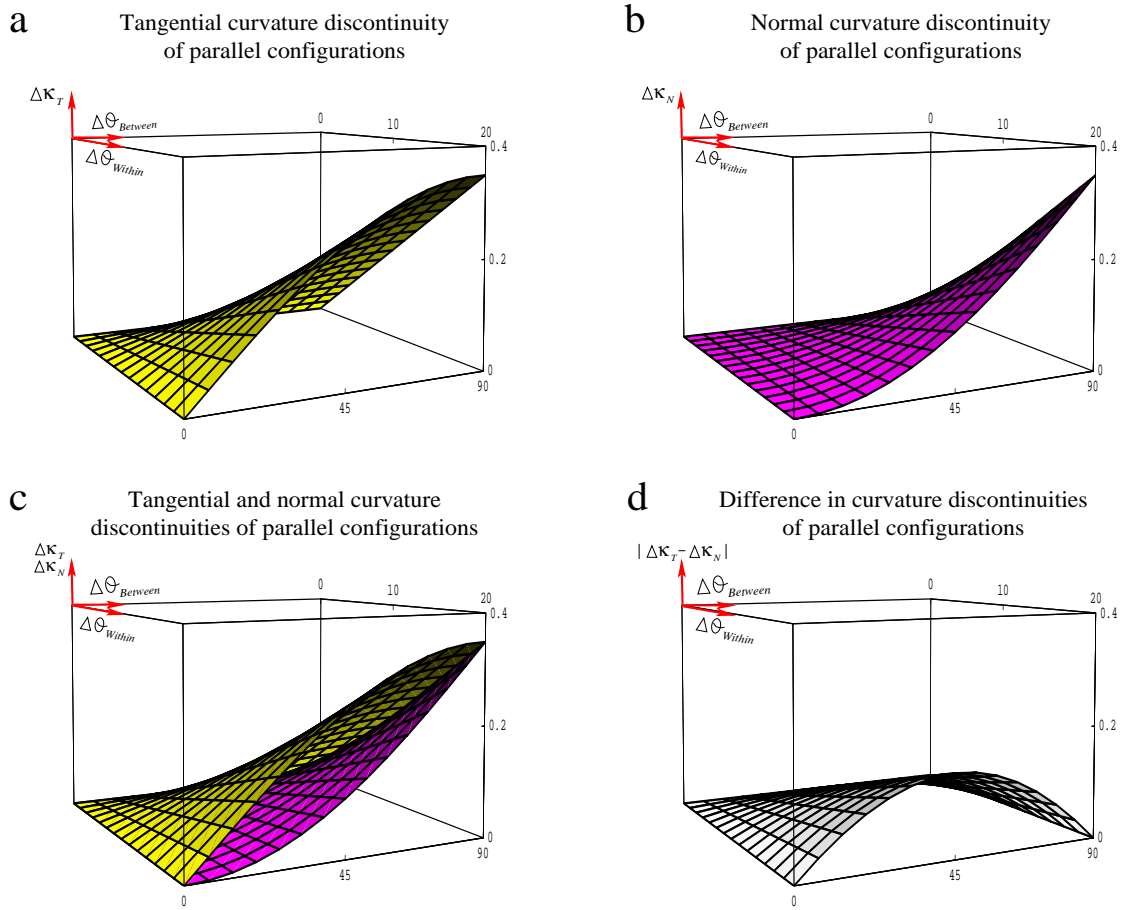 a
Tangential curvature discontinuity
of parallel configurations
Δκ_T
Δθ_Between
Δθ_Within
0
10
20
0.4
0.2
0
90
45
0
b
Normal curvature discontinuity
of parallel configurations
Δκ_N
Δθ_Between
Δθ_Within
0
10
20
0.4
0.2
0
90
45
0
c
Tangential and normal curvature
discontinuities of parallel configurations
Δκ_T
Δκ_N
Δθ_Between
Δθ_Within
0
10
20
0.4
0.2
0
90
45
0
d
Difference in curvature discontinuities
of parallel configurations
| Δκ_T – Δκ_N |
Δθ_Between
Δθ_Within
0
10
20
0.4
0.2
0
90
45
0